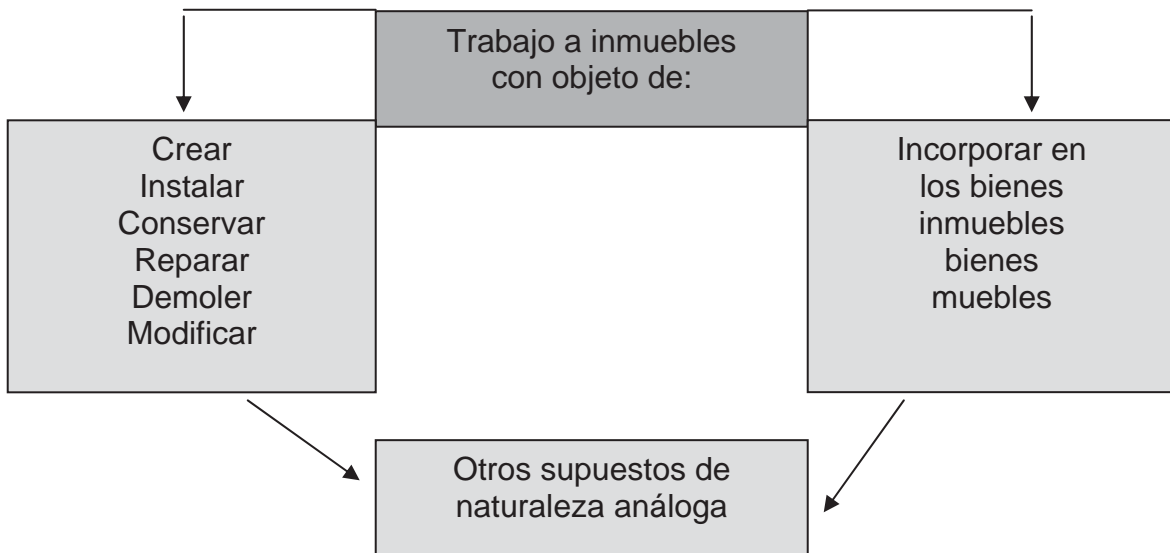 Trabajo a inmuebles
con objeto de:
Crear
Instalar
Conservar
Reparar
Demoler
Modificar
Incorporar en
los bienes
inmuebles
bienes
muebles
Otros supuestos de
naturaleza análoga